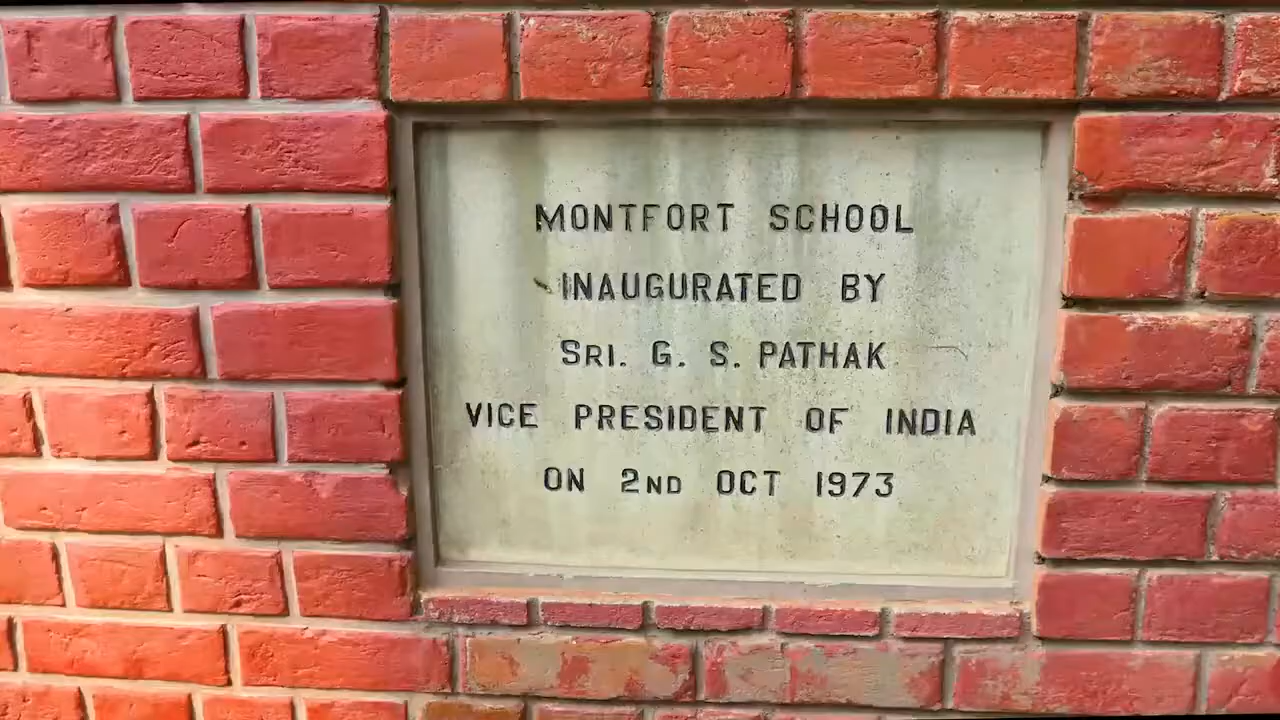 MONTFORT SCHOOL
INAUGURATED BY
SRI. G. S. PATHAK
VICE PRESIDENT OF INDIA
ON 2ND OCT 1973